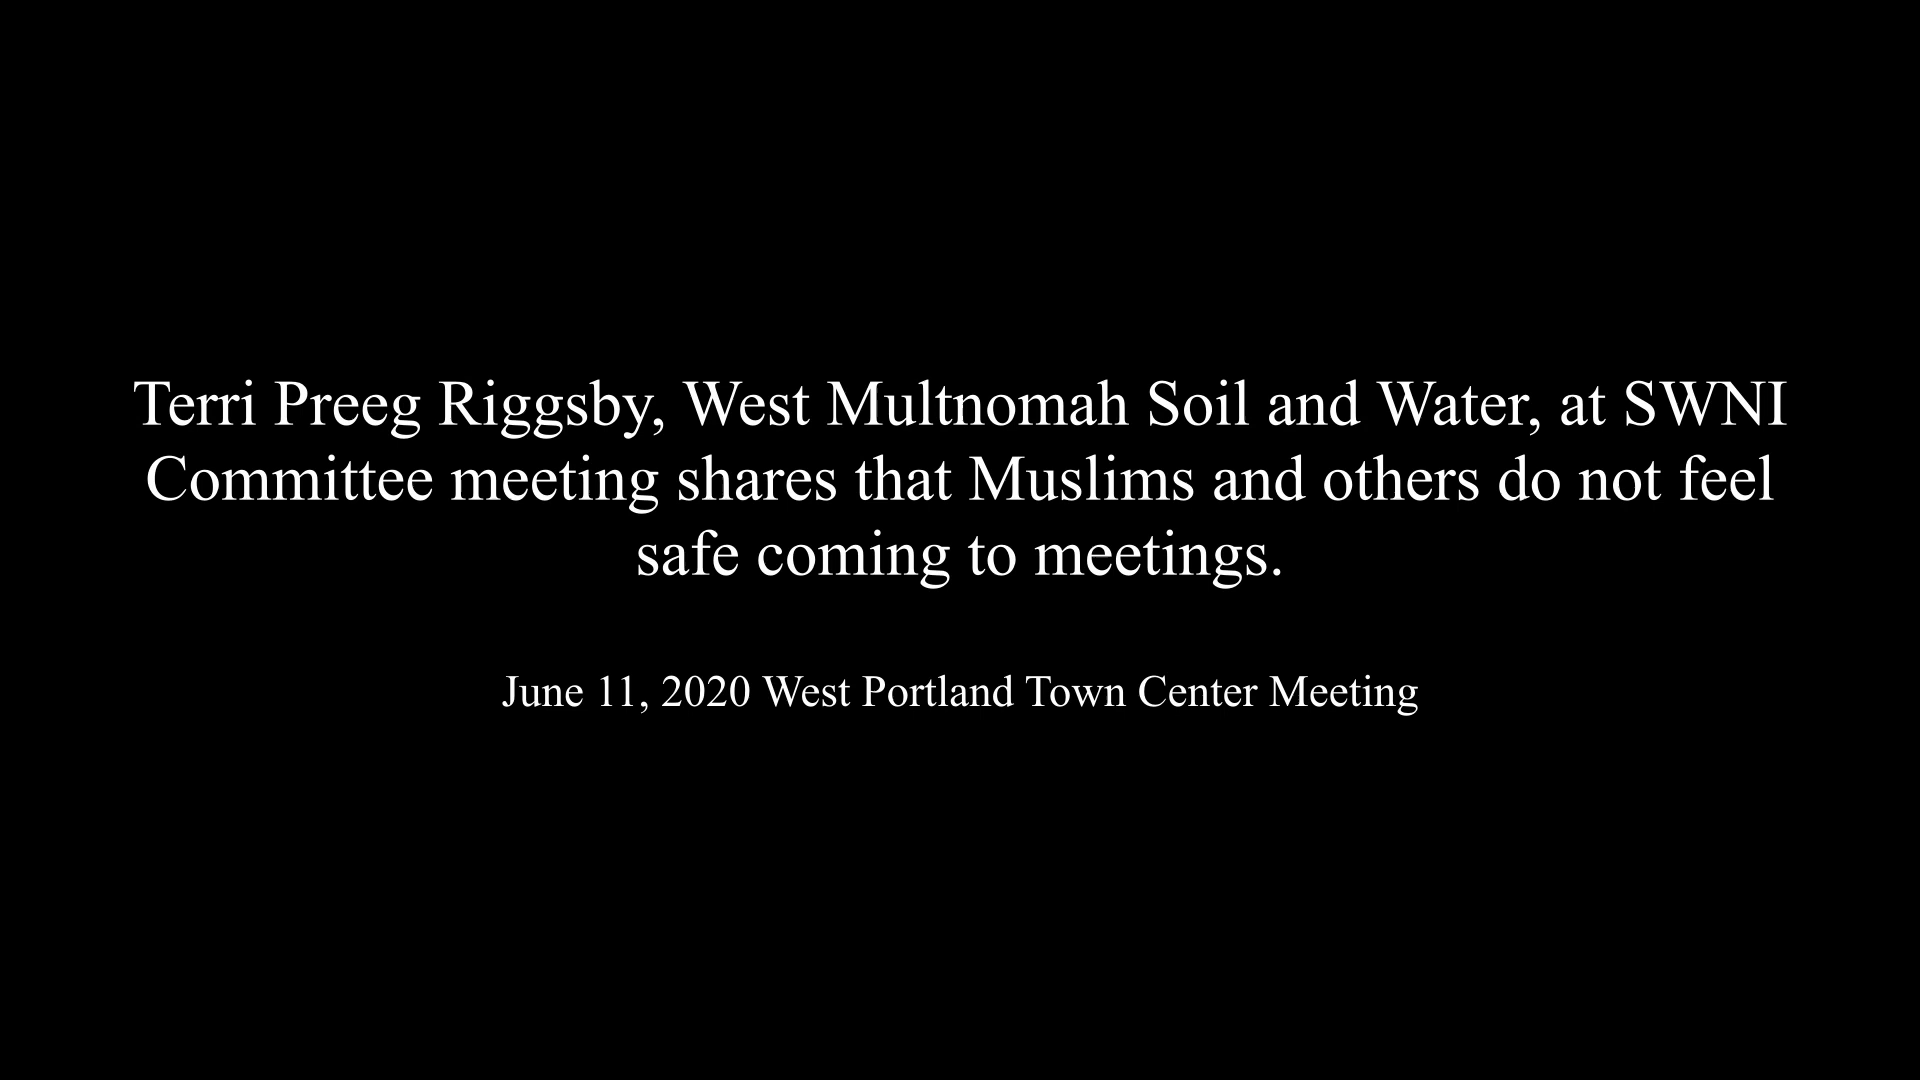 Terri Preeg Riggsby, West Multnomah Soil and Water, at SWNI
Committee meeting shares that Muslims and others do not feel
safe coming to meetings.
June 11, 2020 West Portland Town Center Meeting